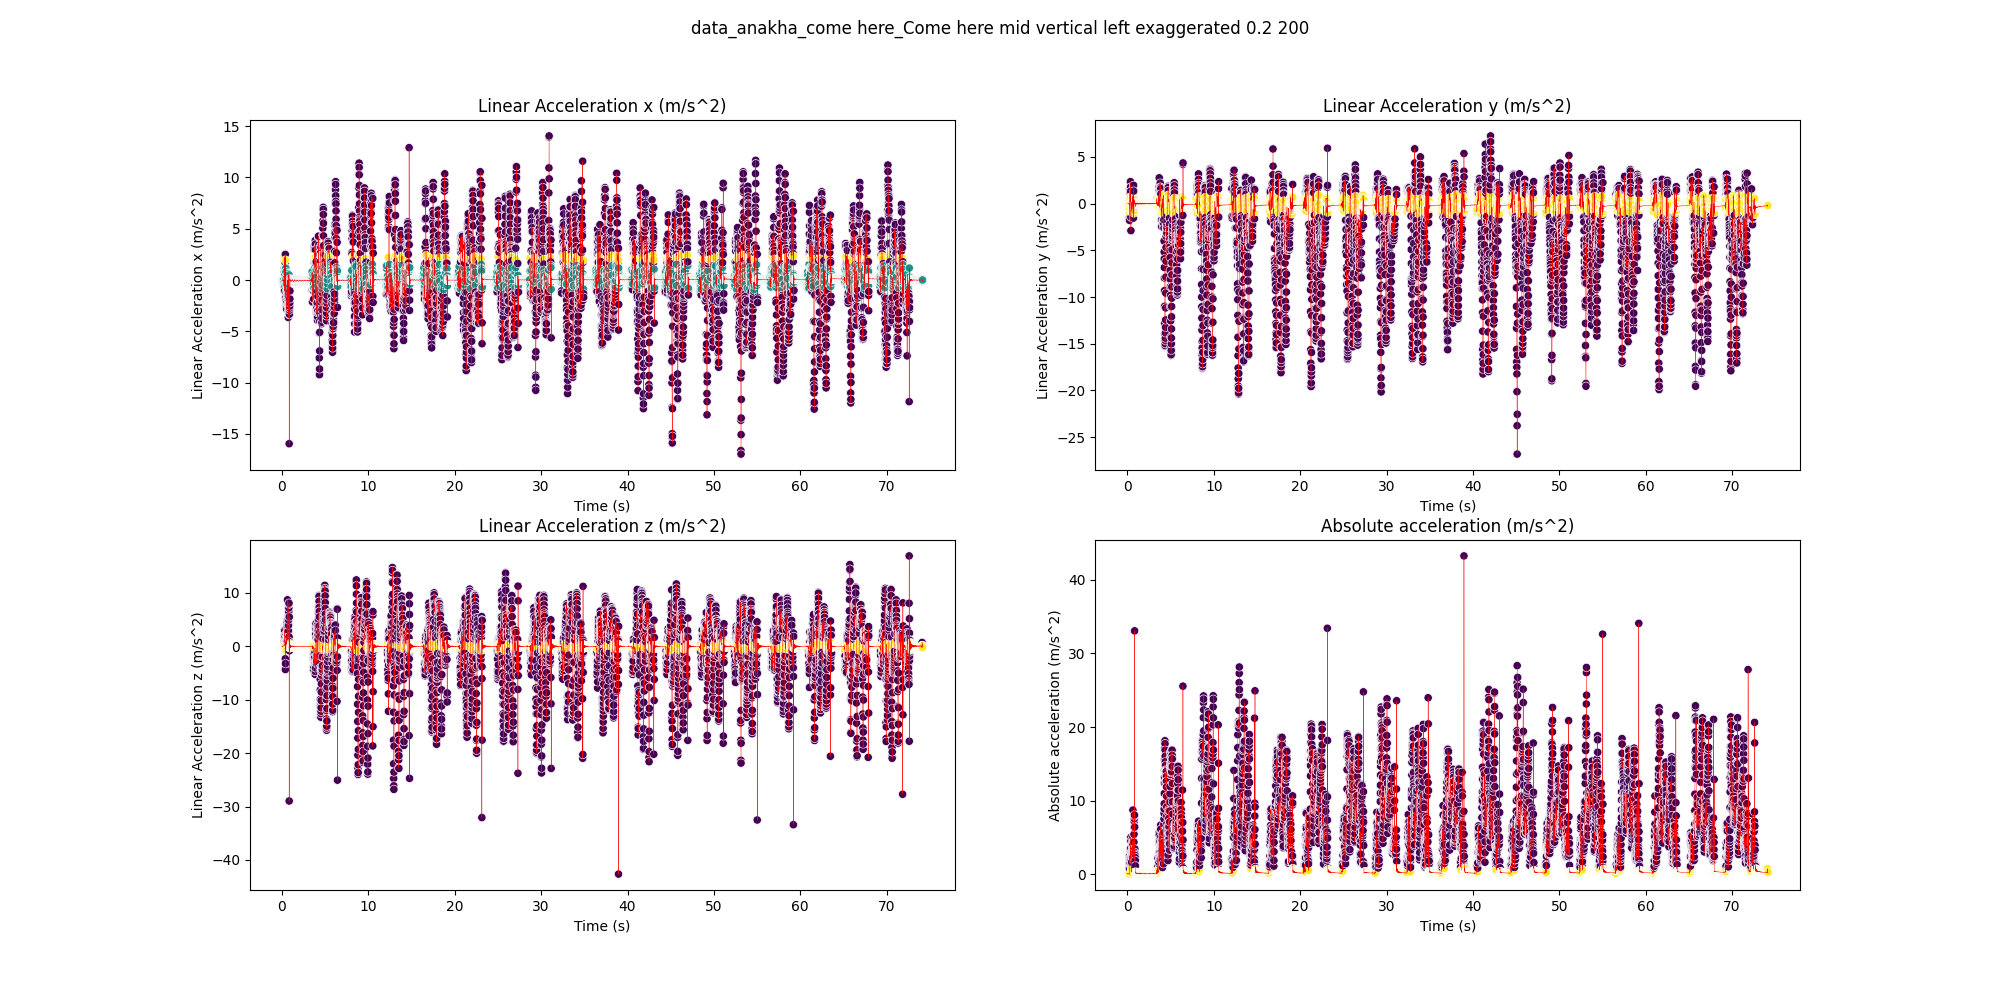 data_anakha_come here_Come here mid vertical left exaggerated 0.2 200
Linear Acceleration x (m/s^2)
Linear Acceleration x (m/s^2)
15
10
5
0
−5
−10
−15
0 10 20 30 40 50 60 70
Time (s)
Linear Acceleration y (m/s^2)
Linear Acceleration y (m/s^2)
5
0
−5
−10
−15
−20
−25
0 10 20 30 40 50 60 70
Time (s)
Linear Acceleration z (m/s^2)
Linear Acceleration z (m/s^2)
10
0
−10
−20
−30
−40
0 10 20 30 40 50 60 70
Time (s)
Absolute acceleration (m/s^2)
Absolute acceleration (m/s^2)
40
30
20
10
0
0 10 20 30 40 50 60 70
Time (s)